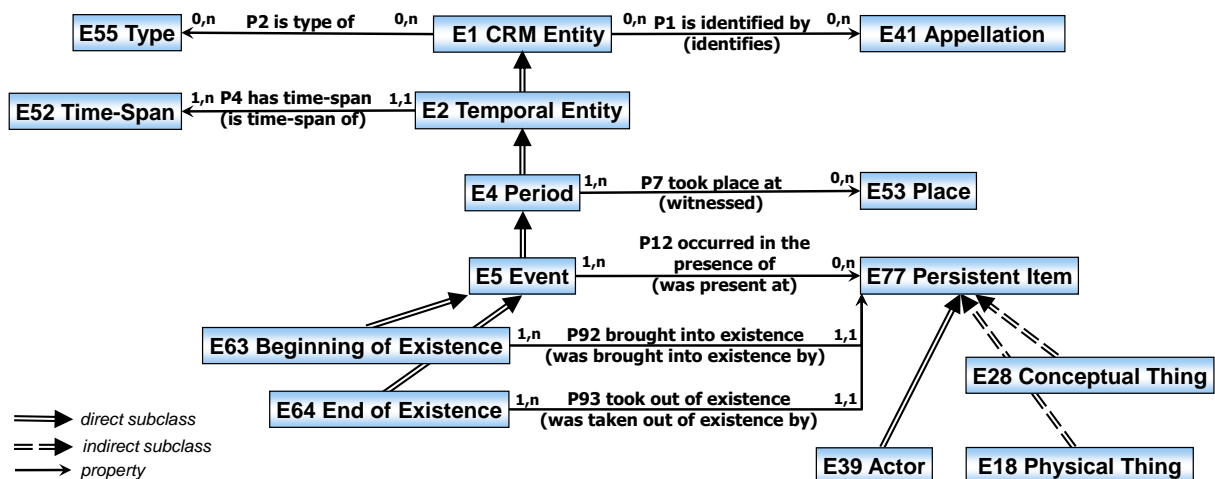 E55 Type
0,n P2 is type of 0,n
E1 CRM Entity
0,n P1 is identified by 0,n
(identifies)
E41 Appellation
E52 Time-Span
1,n P4 has time-span 1,1
(is time-span of)
E2 Temporal Entity
E4 Period
1,n P7 took place at 0,n
(witnessed)
E53 Place
E5 Event
P12 occurred in the
1,n presence of 0,n
(was present at)
E77 Persistent Item
E63 Beginning of Existence
1,n P92 brought into existence 1,1
(was brought into existence by)
E28 Conceptual Thing
E64 End of Existence
1,n P93 took out of existence 1,1
(was taken out of existence by)
E39 Actor
E18 Physical Thing
direct subclass
indirect subclass
property